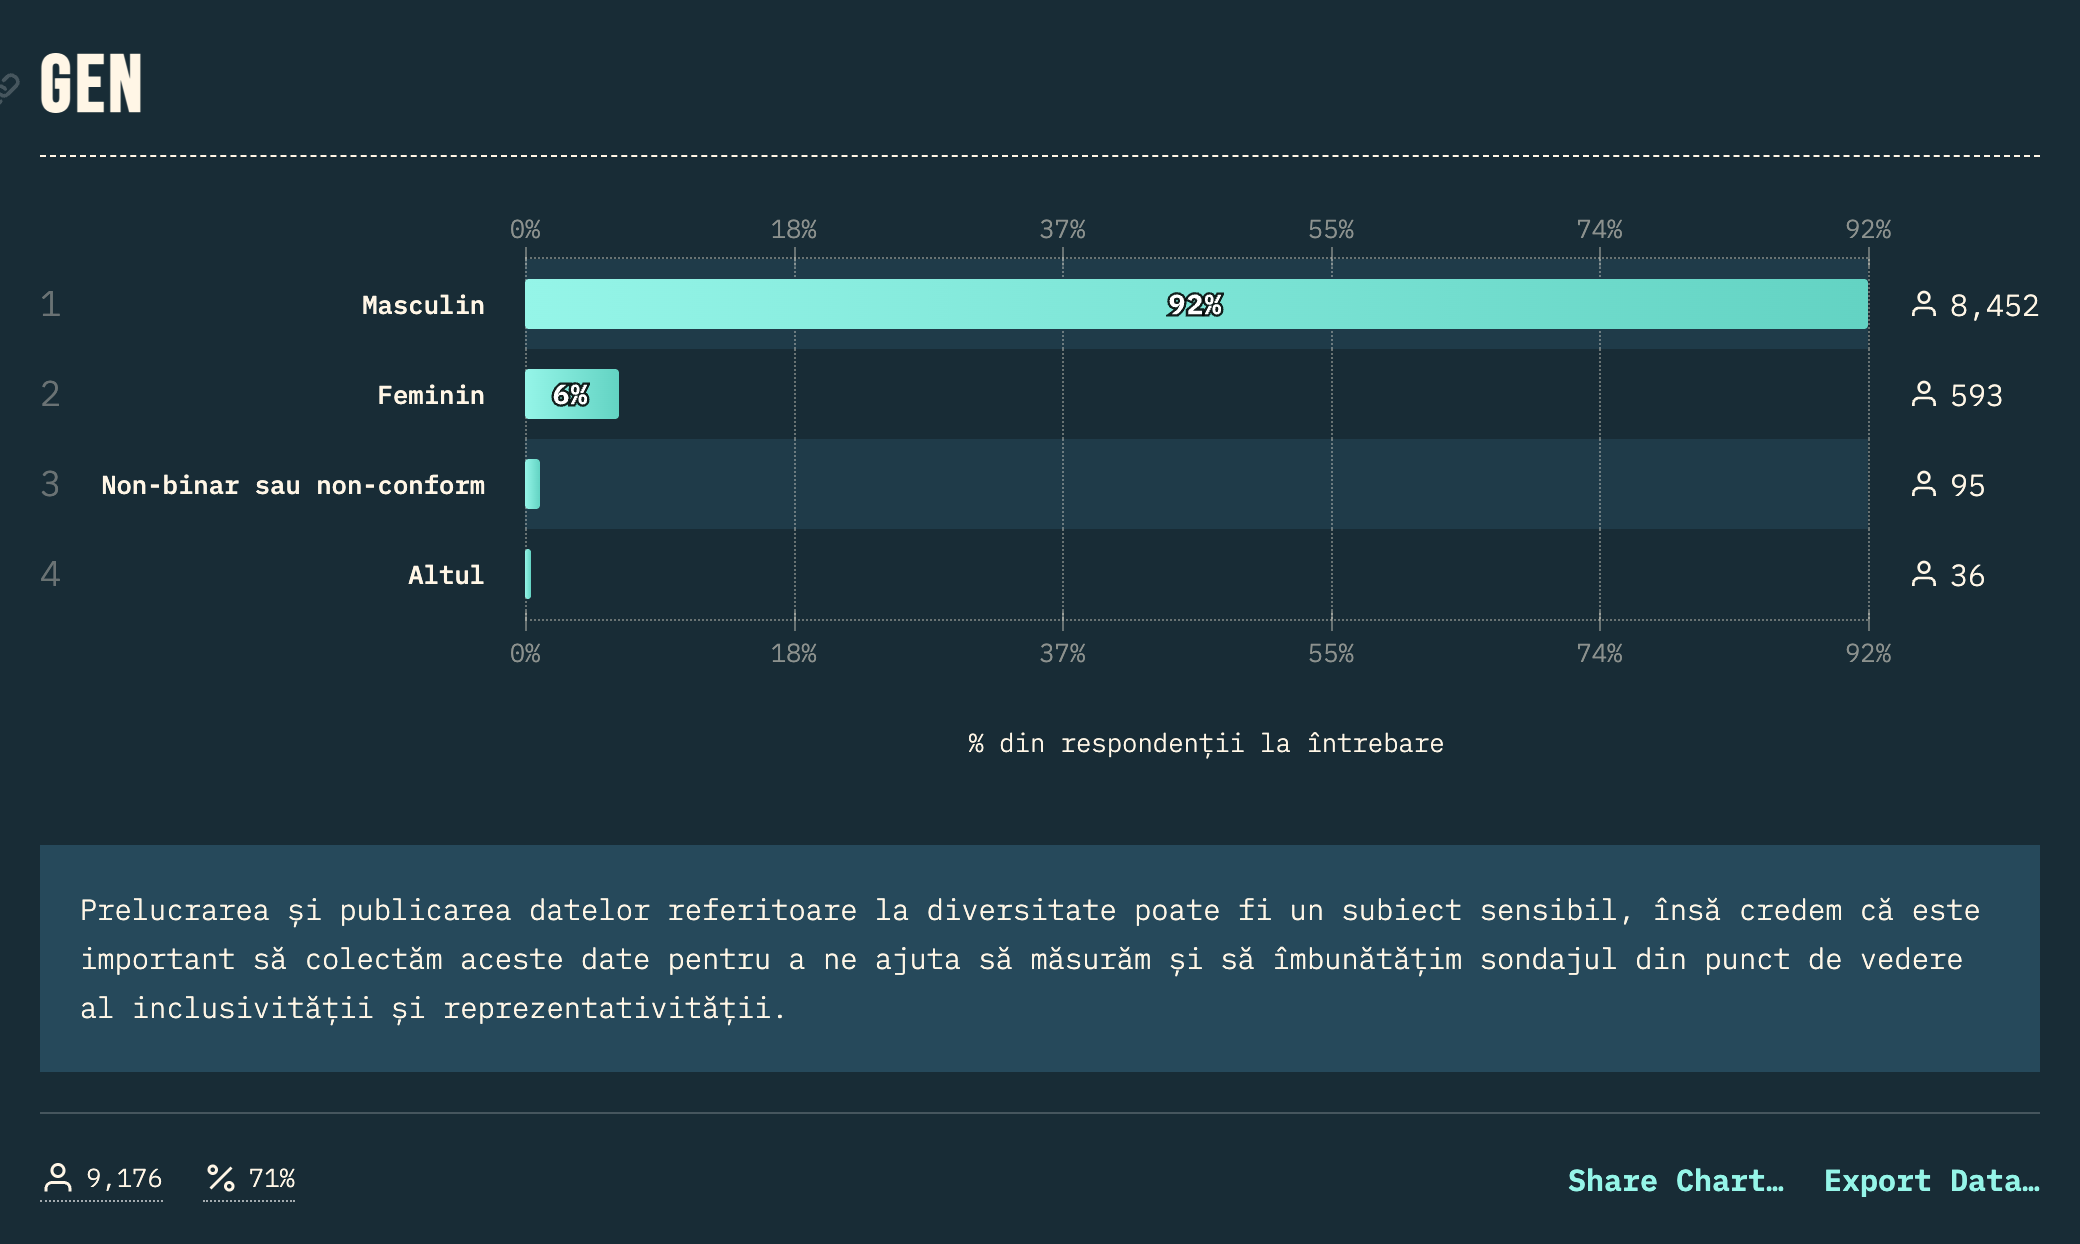 GEN
0% 18% 37% 55% 74% 92%
1 Masculin 92% 8,452
2 Feminin 6% 593
3 Non-binar sau non-conform 95
4 Altul 36
0% 18% 37% 55% 74% 92%
% din respondenții la întrebare
Prelucrarea și publicarea datelor referitoare la diversitate poate fi un subiect sensibil, însă credem că este
important să colectăm aceste date pentru a ne ajuta să măsurăm și să îmbunătățim sondajul din punct de vedere
al inclusivității și reprezentativității.
9,176 71% Share Chart… Export Data…